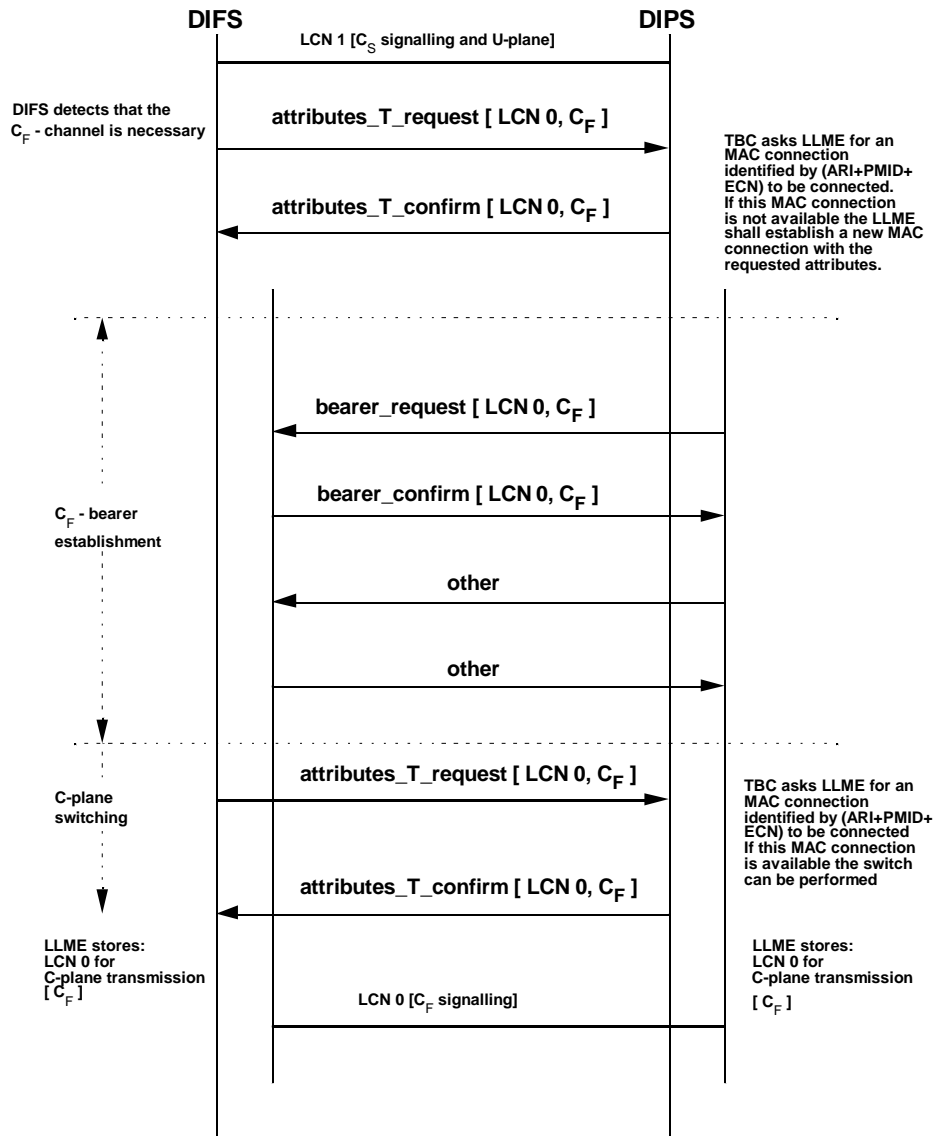 DIFS DIPS
LCN 1 [CS signalling and U-plane]
DIFS detects that the
CF - channel is necessary
attributes_T_request [ LCN 0, CF ]
TBC asks LLME for an
MAC connection
identified by (ARI+PMID+
ECN) to be connected.
If this MAC connection
is not available the LLME
shall establish a new MAC
connection with the
requested attributes.
attributes_T_confirm [ LCN 0, CF ]
bearer_request [ LCN 0, CF ]
bearer_confirm [ LCN 0, CF ]
CF - bearer
establishment
other
other
attributes_T_request [ LCN 0, CF ]
C-plane
switching
TBC asks LLME for an
MAC connection
identified by (ARI+PMID+
ECN) to be connected
If this MAC connection
is available the switch
can be performed
attributes_T_confirm [ LCN 0, CF ]
LLME stores:
LCN 0 for
C-plane transmission
[ CF ]
LLME stores:
LCN 0 for
C-plane transmission
[ CF ]
LCN 0 [CF signalling]